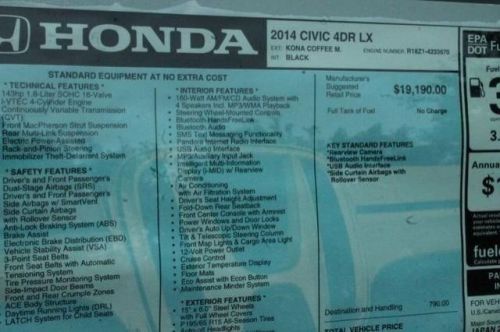 HONDA
2014 CIVIC 4DR LX
EXT: KONA COFFEE M.
ENGINE NUMBER: R18Z1-4233670
INT: BLACK
STANDARD EQUIPMENT AT NO EXTRA COST
* TECHNICAL FEATURES *
143hp 1.8-Liter SOHC 16-Valve
i-VTEC 4-Cylinder Engine
Continuously Variable Transmission
(CVT)
Front MacPherson Strut Suspension
Rear Multi-Link Suspension
Electric Power-Assisted
Rack-and-Pinion Steering
Immobilizer Theft-Deterrent System
* SAFETY FEATURES *
Driver's and Front Passenger's
Dual-Stage Airbags (SRS)
Driver's and Front Passenger's
Side Airbags w/ SmartVent
Side Curtain Airbags
with Rollover Sensor
Anti-Lock Braking System (ABS)
Brake Assist
Electronic Brake Distribution (EBD)
Vehicle Stability Assist (VSA)
3-Point Seat Belts
Front Seat Belts with Automatic
Tensioning System
Tire Pressure Monitoring System
Side-Impact Door Beams
Front and Rear Crumple Zones
ACE Body Structure
Daytime Running Lights (DRL)
LATCH System for Child Seats
* INTERIOR FEATURES *
160-Watt AM/FM/CD Audio System with
4 Speakers Incl. MP3/WMA Playback
Steering Wheel-Mounted Controls
Bluetooth HandsFreeLink
Bluetooth Audio
SMS Text Messaging Functionality
Pandora Internet Radio Interface
USB Audio Interface
MP3/Auxiliary Input Jack
Intelligent Multi-Information
Display (i-MID) w/ Rearview
Camera
Air Conditioning
with Air Filtration System
Driver's Seat Height Adjustment
Fold-Down Rear Seatback
Front Center Console with Armrest
Power Windows and Door Locks
Driver's Auto Up/Down Window
Tilt & Telescopic Steering Column
Front Map Lights & Cargo Area Light
12-Volt Power Outlet
Cruise Control
Exterior Temperature Display
Floor Mats
Eco Assist with Econ Button
Maintenance Minder System
* EXTERIOR FEATURES *
15" x 6.0' Steel Wheels
with Full Wheel Covers
P195/65 R15 All-Season Tires
Auto-off Headlights
Manufacturer's
Suggested
Retail Price
$19,190.00
Full Tank of Fuel
No Charge
KEY STANDARD FEATURES
*Rearview Camera
*Bluetooth HandsFreeLink
*USB Audio Interface
*Side Curtain Airbags with
Rollover Sensor
Destination and Handling
790.00
TOTAL VEHICLE PRICE
EPA
DOT
Fu
3.
Annua
$
fuele